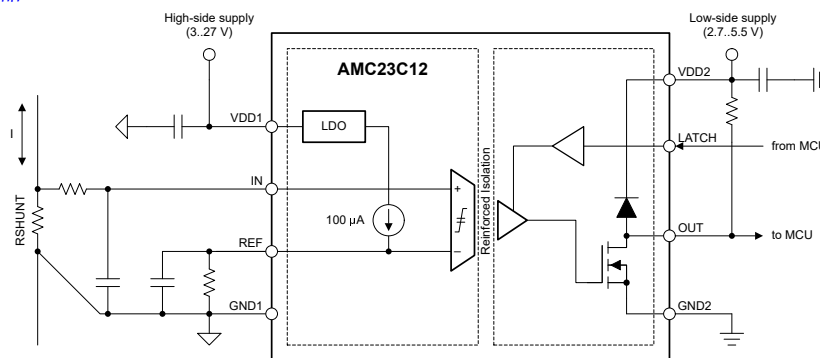 High-side supply
(3..27 V)
Low-side supply
(2.7..5.5 V)
AMC23C12
VDD1
LDO
VDD2
LATCH
from MCU
I
IN
+
100 µA
Reinforced Isolation
RSHUNT
REF
–
OUT
to MCU
GND1
GND2